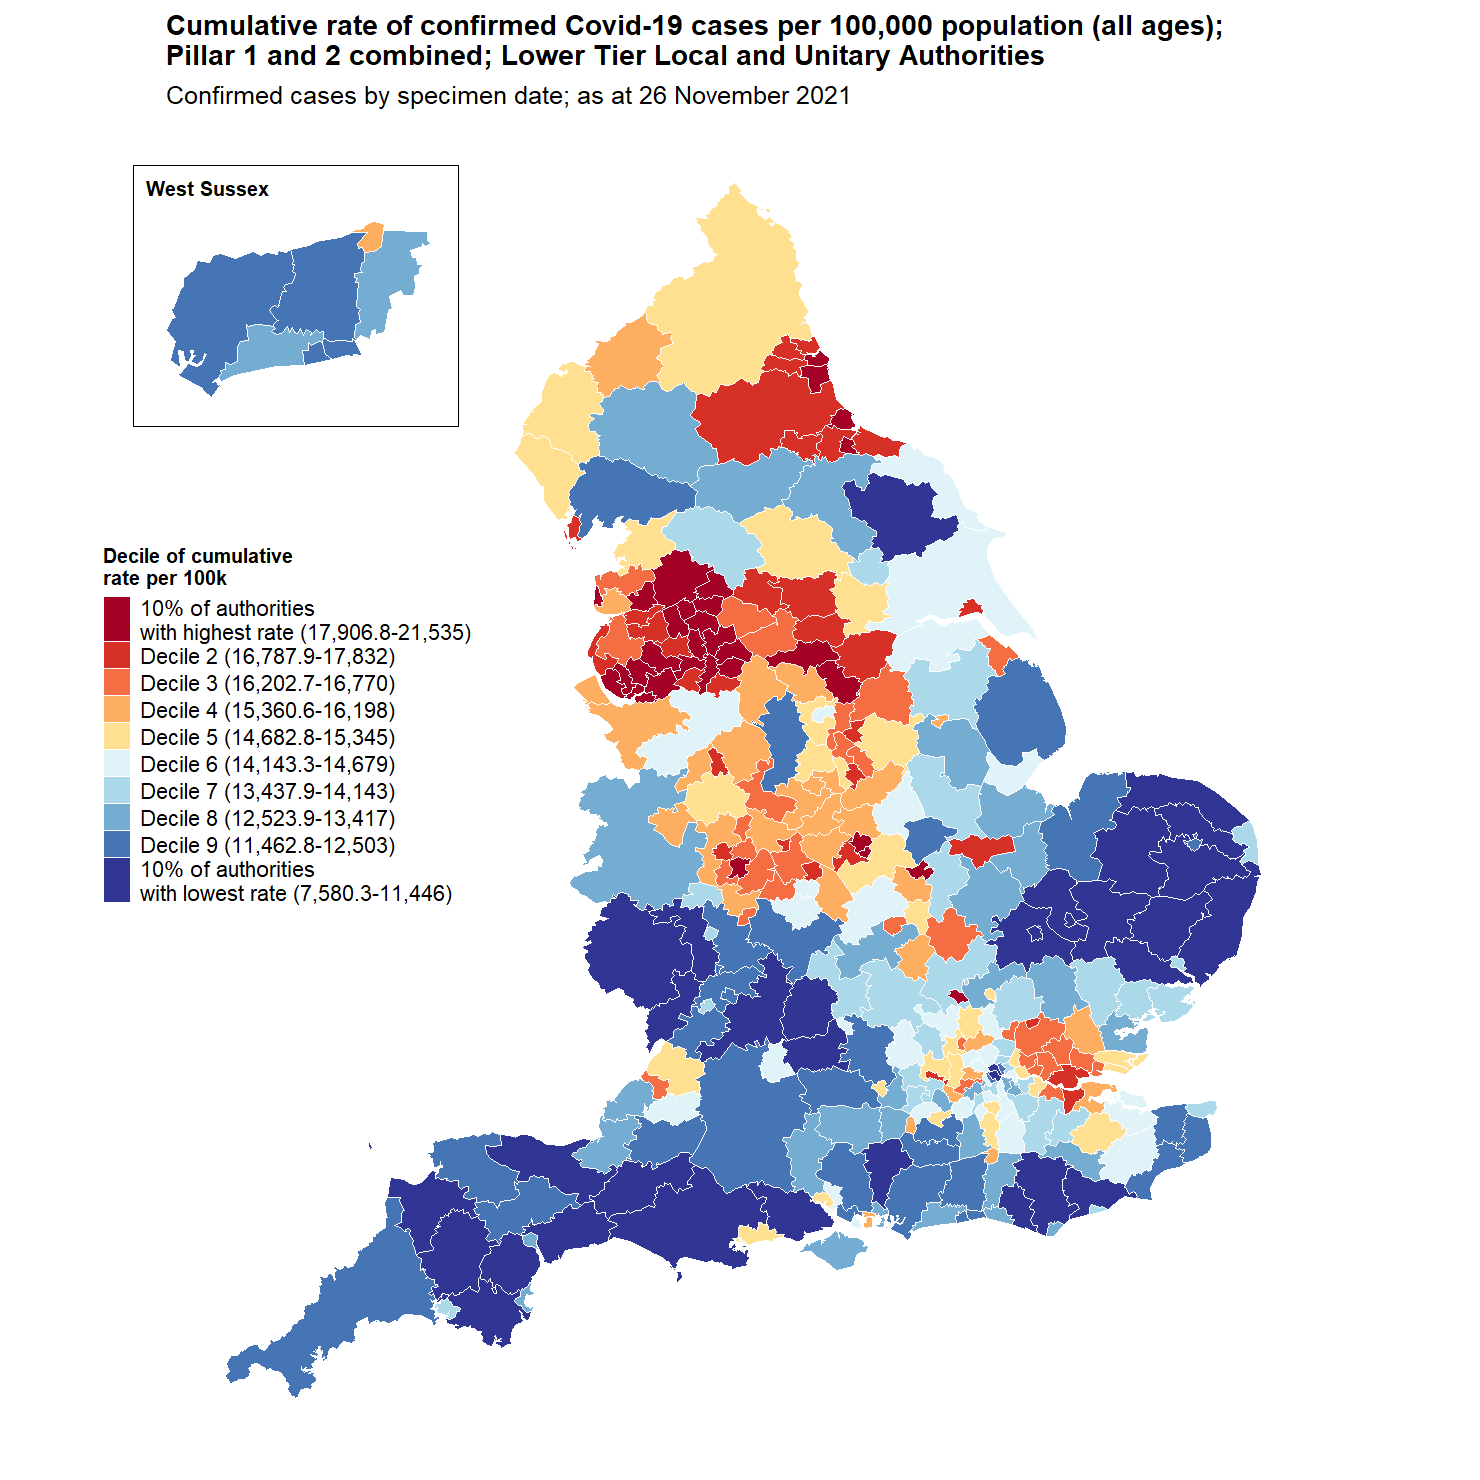 Cumulative rate of confirmed Covid-19 cases per 100,000 population (all ages);
Pillar 1 and 2 combined; Lower Tier Local and Unitary Authorities
Confirmed cases by specimen date; as at 26 November 2021
West Sussex
Decile of cumulative
rate per 100k
10% of authorities
with highest rate (17,906.8-21,535)
Decile 2 (16,787.9-17,832)
Decile 3 (16,202.7-16,770)
Decile 4 (15,360.6-16,198)
Decile 5 (14,682.8-15,345)
Decile 6 (14,143.3-14,679)
Decile 7 (13,437.9-14,143)
Decile 8 (12,523.9-13,417)
Decile 9 (11,462.8-12,503)
10% of authorities
with lowest rate (7,580.3-11,446)